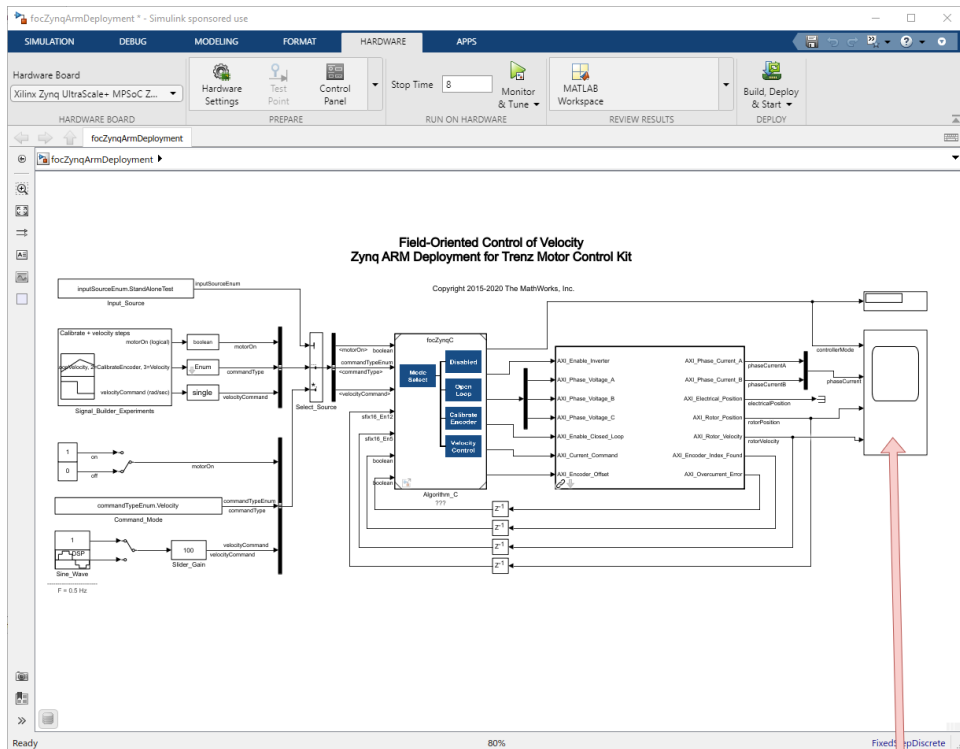 focZynqArmDeployment * - Simulink sponsored use
SIMULATION DEBUG MODELING FORMAT HARDWARE APPS
Hardware Board
Xilinx Zynq UltraScale+ MPSoC Z...
Hardware Settings
Test Point
Control Panel
Stop Time 8
Monitor & Tune
MATLAB Workspace
Build, Deploy & Start
HARDWARE BOARD PREPARE RUN ON HARDWARE REVIEW RESULTS DEPLOY
focZynqArmDeployment
focZynqArmDeployment
Field-Oriented Control of Velocity
Zynq ARM Deployment for Trenz Motor Control Kit
Copyright 2015-2020 The MathWorks, Inc.
inputSourceEnum.StandAloneTest
inputSourceEnum
Input_Source
Calibrate + velocity steps
motorOn (logical)
boolean
motorOn
Velocity, 2=CalibrateEncoder, 3=Velocity
Enum
commandType
velocityCommand (rad/sec)
single
velocityCommand
Signal_Builder_Experiments
Select_Source
1
on
0
off
motorOn
commandTypeEnum.Velocity
commandTypeEnum
commandType
Command_Mode
1
DSP
Sine_Wave
F = 0.5 Hz
100
Slider_Gain
velocityCommand
velocityCommand
<motorOn>
boolean
commandTypeEnum
<commandType>
<velocityCommand>
sfix16_En12
sfix16_En5
boolean
boolean
focZynqC
Mode Select
Disabled
Open Loop
Calibrate Encoder
Velocity Control
Algorithm_C
???
AXI_Enable_Inverter
AXI_Phase_Voltage_A
AXI_Phase_Voltage_B
AXI_Phase_Voltage_C
AXI_Enable_Closed_Loop
AXI_Current_Command
AXI_Encoder_Offset
AXI_Phase_Current_A
AXI_Phase_Current_B
AXI_Electrical_Position
AXI_Rotor_Position
AXI_Rotor_Velocity
AXI_Encoder_Index_Found
AXI_Overcurrent_Error
phaseCurrentA
phaseCurrentB
electricalPosition
rotorPosition
rotorVelocity
controllerMode
phaseCurrent
z-1
z-1
z-1
z-1
Ready
80%
FixedStepDiscrete